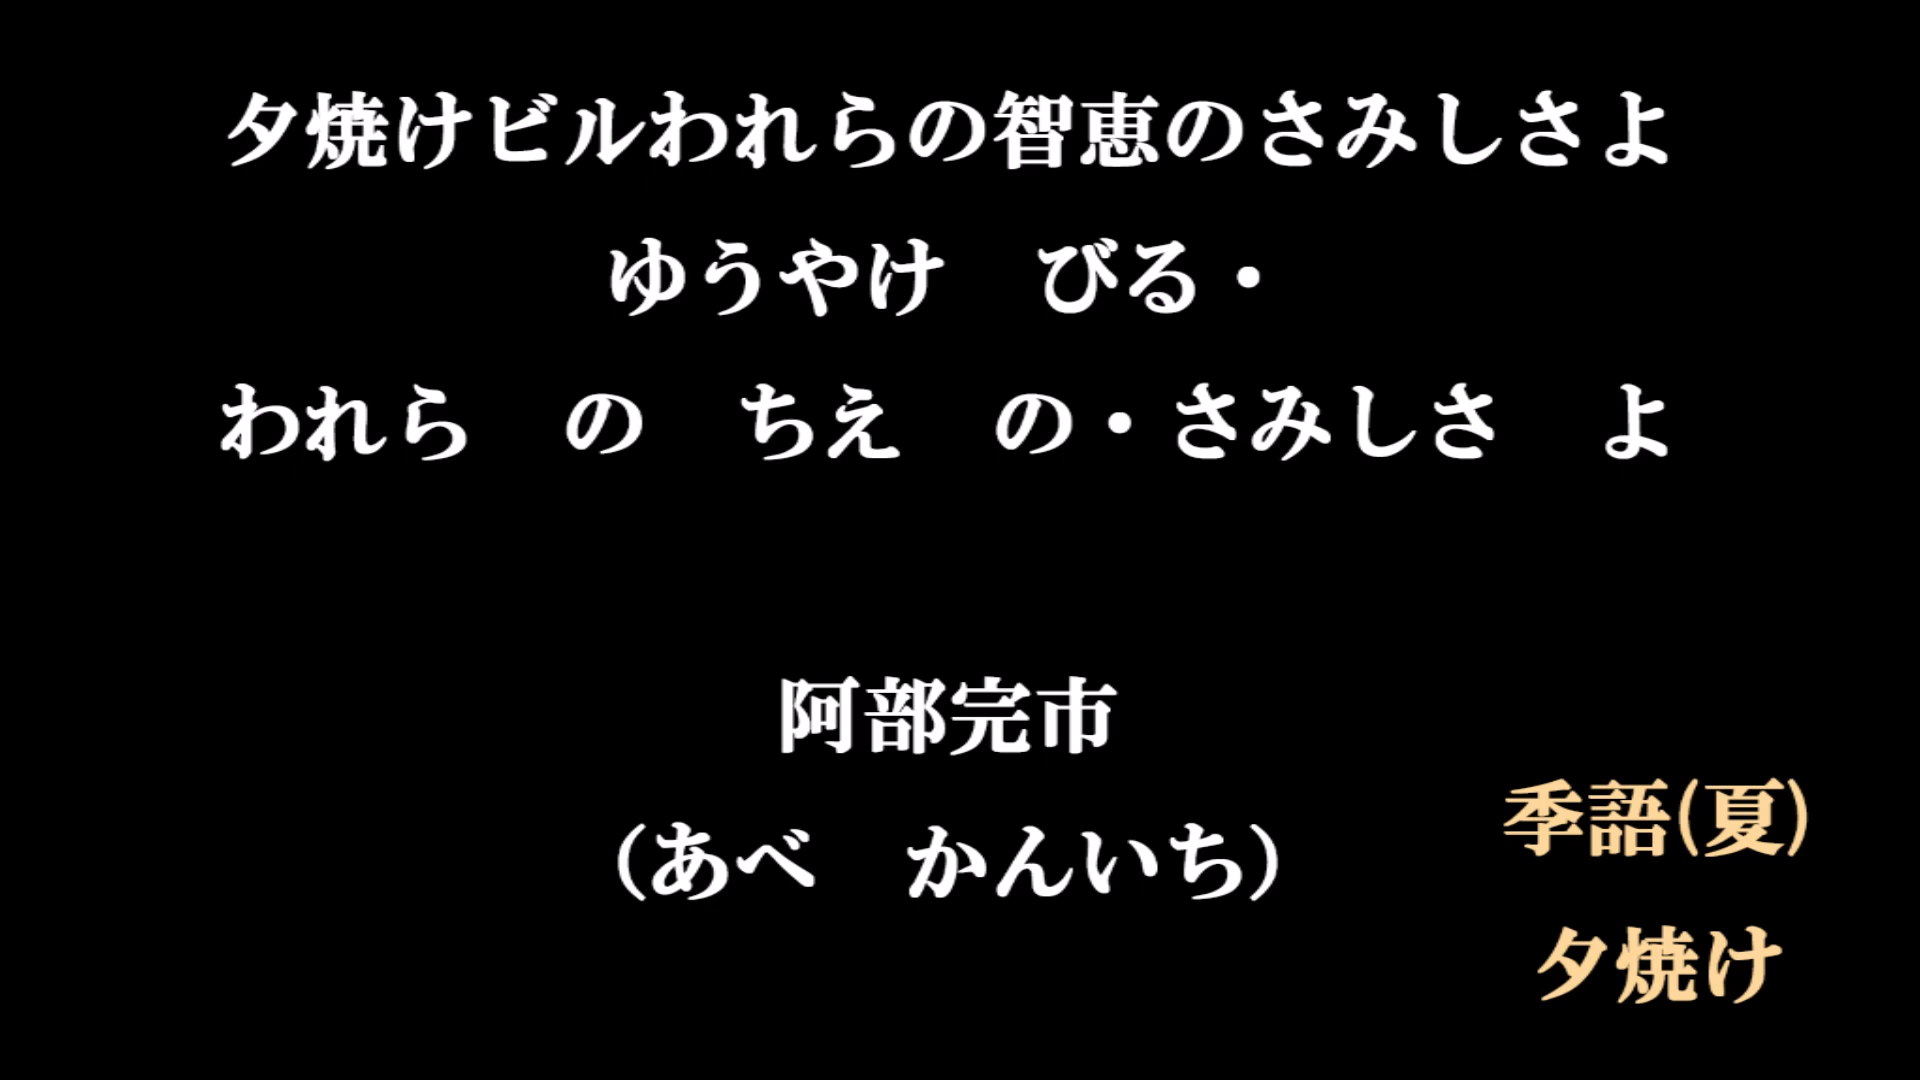 夕焼けビルわれらの智恵のさみしさよ
ゆうやけ　びる・
われら　の　ちえ　の・さみしさ　よ
阿部完市
（あべ　かんいち）
季語(夏)
夕焼け